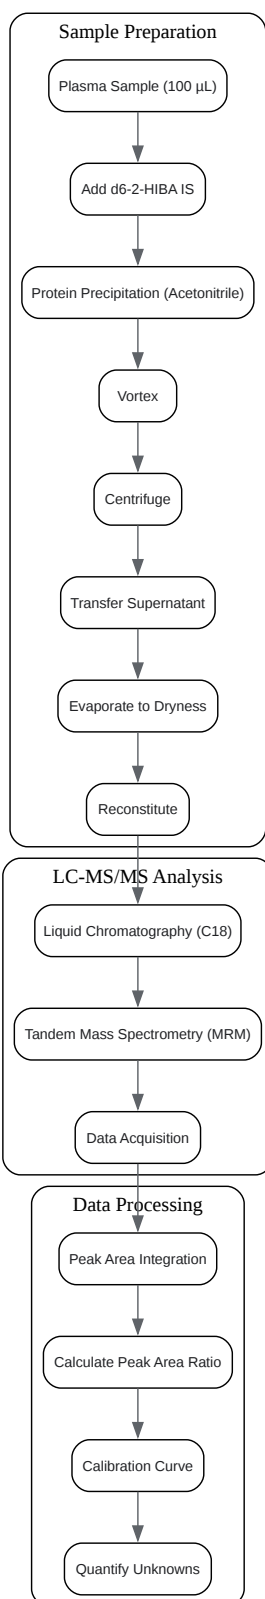 Sample Preparation
Plasma Sample (100 µL)
Add d6-2-HIBA IS
Protein Precipitation (Acetonitrile)
Vortex
Centrifuge
Transfer Supernatant
Evaporate to Dryness
Reconstitute
LC-MS/MS Analysis
Liquid Chromatography (C18)
Tandem Mass Spectrometry (MRM)
Data Acquisition
Data Processing
Peak Area Integration
Calculate Peak Area Ratio
Calibration Curve
Quantify Unknowns